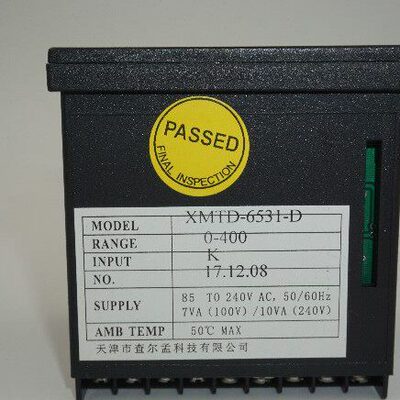 PASSED
FINAL INSPECTION
MODEL XMTD-6531-D
RANGE 0-400
INPUT K
NO. 17.12.08
SUPPLY 85 TO 240V AC, 50/60Hz
7VA (100V) /10VA (240V)
AMB TEMP 50℃ MAX
天津市查尔孟科技有限公司